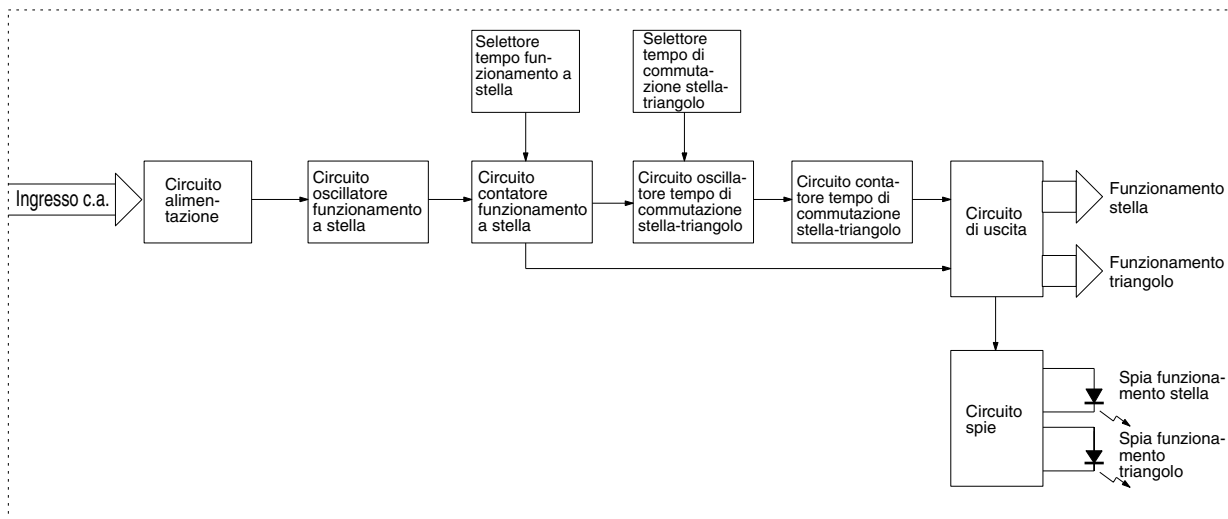 Selettore
tempo fun-
zionamento a
stella
Selettore
tempo di
commuta-
zione stella-
triangolo
Ingresso c.a.
Circuito
alimen-
tazione
Circuito
oscillatore
funzionamento
a stella
Circuito
contatore
funzionamento
a stella
Circuito oscilla-
tore tempo di
commutazione
stella-triangolo
Circuito conta-
tore tempo di
commutazione
stella-triangolo
Circuito
di uscita
Funzionamento
stella
Funzionamento
triangolo
Circuito
spie
Spia funziona-
mento stella
Spia funziona-
mento
triangolo